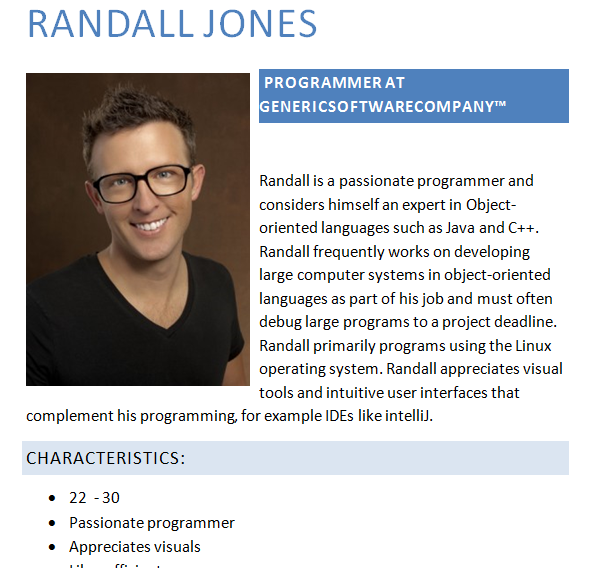 RANDALL JONES
PROGRAMMER AT
GENERICSOFTWARECOMPANY™
Randall is a passionate programmer and
considers himself an expert in Object-
oriented languages such as Java and C++.
Randall frequently works on developing
large computer systems in object-oriented
languages as part of his job and must often
debug large programs to a project deadline.
Randall primarily programs using the Linux
operating system. Randall appreciates visual
tools and intuitive user interfaces that
complement his programming, for example IDEs like intelliJ.
CHARACTERISTICS:
• 22 - 30
• Passionate programmer
• Appreciates visuals